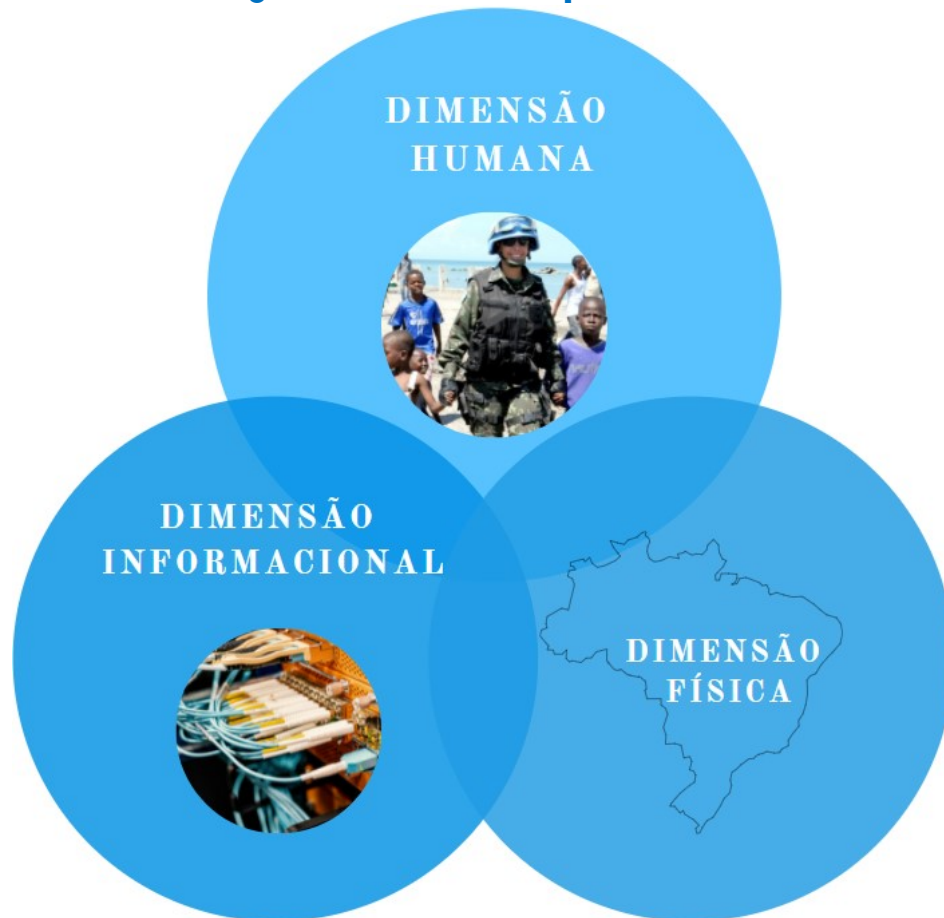 DIMENSÃO
HUMANA
DIMENSÃO
INFORMACIONAL
DIMENSÃO
FÍSICA